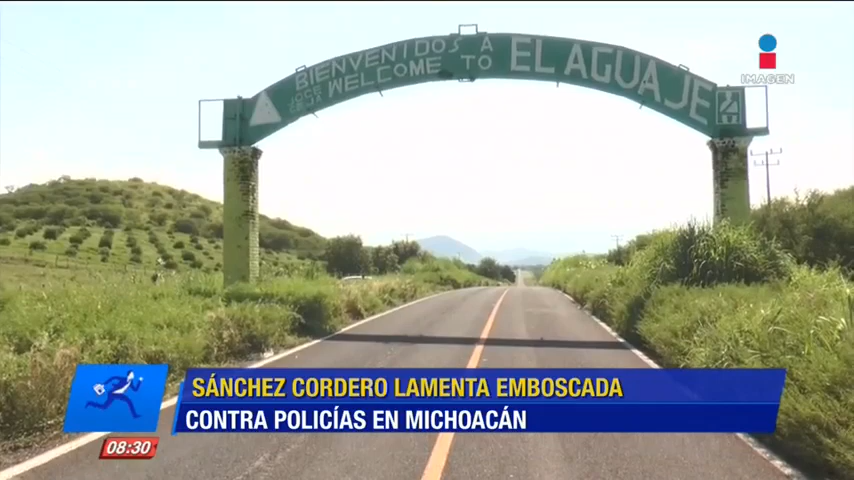 BIENVENIDOS A
WELCOME TO
EL AGUAJE
IMAGEN
SÁNCHEZ CORDERO LAMENTA EMBOSCADA
CONTRA POLICÍAS EN MICHOACÁN
08:30